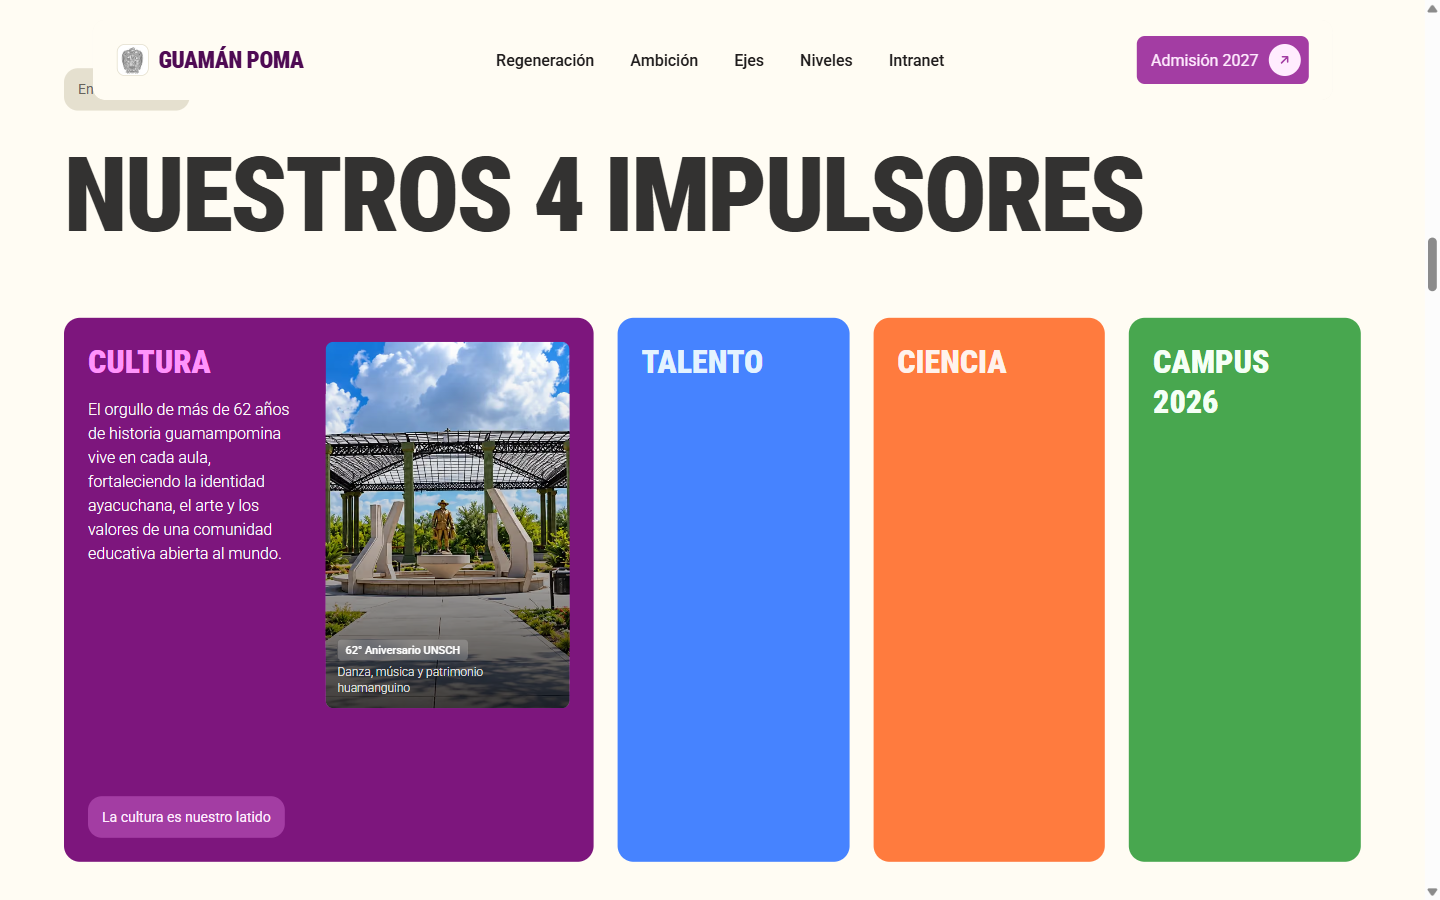 GUAMÁN POMA
Regeneración
Ambición
Ejes
Niveles
Intranet
Admisión 2027
En
NUESTROS 4 IMPULSORES
CULTURA
El orgullo de más de 62 años
de historia guamampomina
vive en cada aula,
fortaleciendo la identidad
ayacuchana, el arte y los
valores de una comunidad
educativa abierta al mundo.
62° Aniversario UNSCH
Danza, música y patrimonio
huamanguino
La cultura es nuestro latido
TALENTO
CIENCIA
CAMPUS
2026